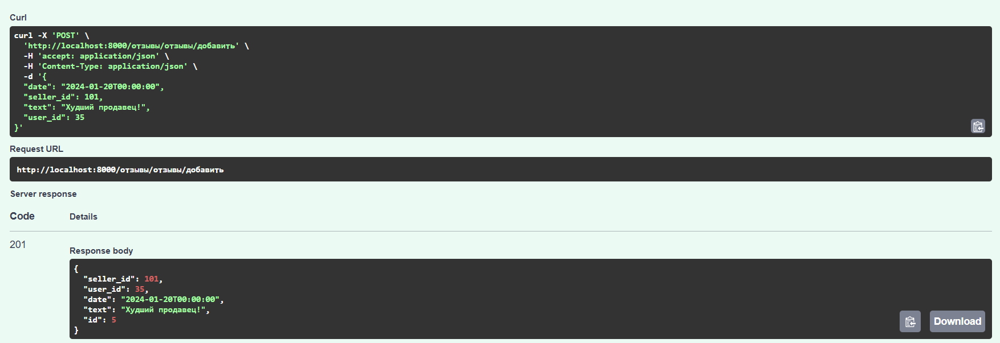 Curl
curl -X 'POST' \
  'http://localhost:8000/отзывы/отзывы/добавить' \
  -H 'accept: application/json' \
  -H 'Content-Type: application/json' \
  -d '{
  "date": "2024-01-20T00:00:00",
  "seller_id": 101,
  "text": "Худший продавец!",
  "user_id": 35
}'
Request URL
http://localhost:8000/отзывы/отзывы/добавить
Server response
Code Details
201
Response body
{
  "seller_id": 101,
  "user_id": 35,
  "date": "2024-01-20T00:00:00",
  "text": "Худший продавец!",
  "id": 5
}
Download